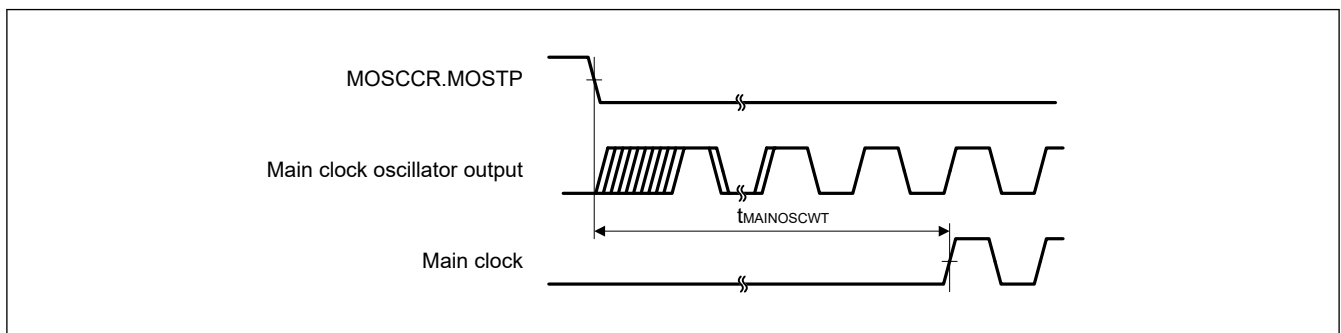 MOSCCR.MOSTP
Main clock oscillator output
tMAINOSCWT
Main clock